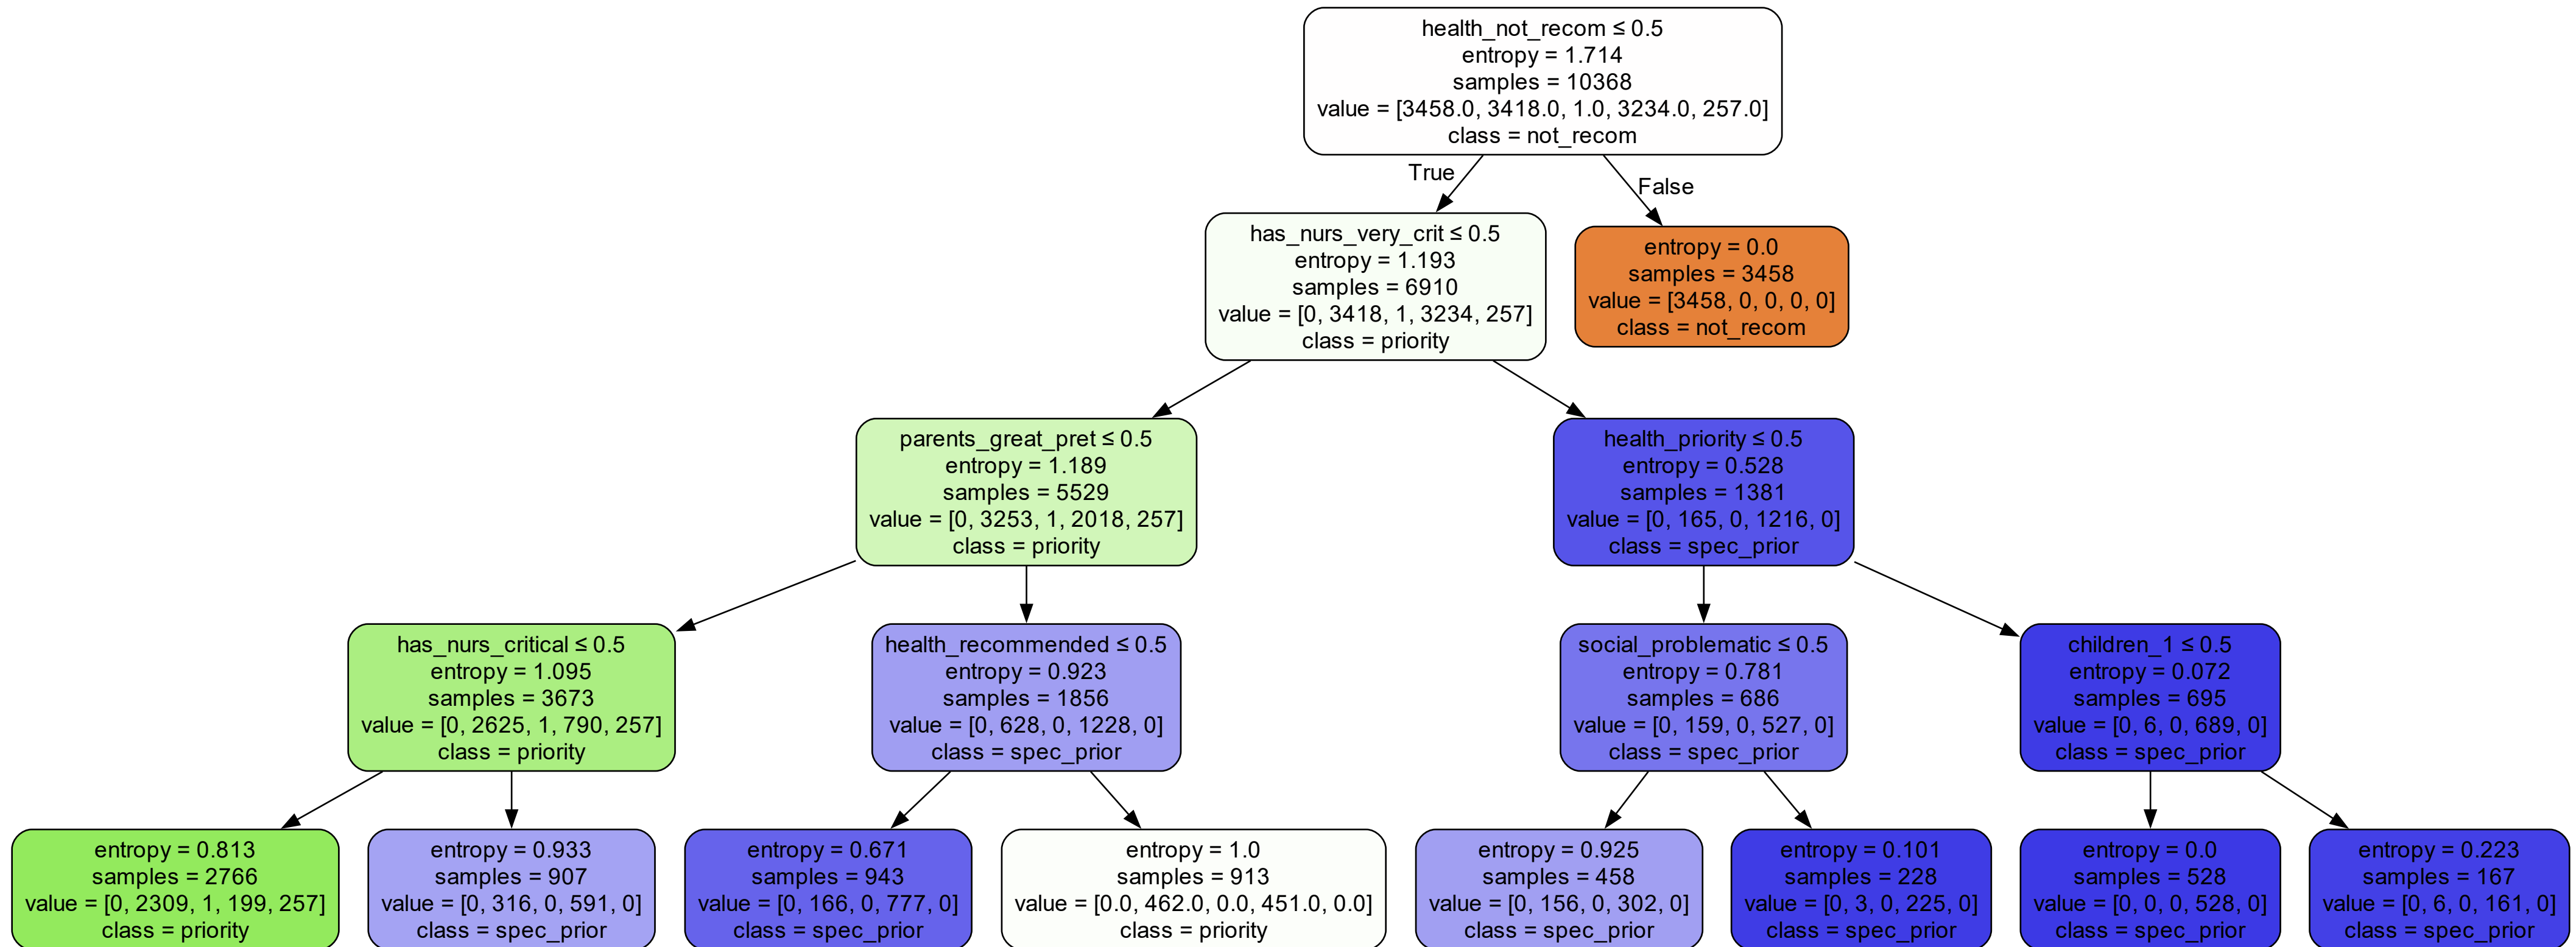 health_not_recom ≤ 0.5
entropy = 1.714
samples = 10368
value = [3458.0, 3418.0, 1.0, 3234.0, 257.0]
class = not_recom
True
False
has_nurs_very_crit ≤ 0.5
entropy = 1.193
samples = 6910
value = [0, 3418, 1, 3234, 257]
class = priority
entropy = 0.0
samples = 3458
value = [3458, 0, 0, 0, 0]
class = not_recom
parents_great_pret ≤ 0.5
entropy = 1.189
samples = 5529
value = [0, 3253, 1, 2018, 257]
class = priority
health_priority ≤ 0.5
entropy = 0.528
samples = 1381
value = [0, 165, 0, 1216, 0]
class = spec_prior
has_nurs_critical ≤ 0.5
entropy = 1.095
samples = 3673
value = [0, 2625, 1, 790, 257]
class = priority
health_recommended ≤ 0.5
entropy = 0.923
samples = 1856
value = [0, 628, 0, 1228, 0]
class = spec_prior
social_problematic ≤ 0.5
entropy = 0.781
samples = 686
value = [0, 159, 0, 527, 0]
class = spec_prior
children_1 ≤ 0.5
entropy = 0.072
samples = 695
value = [0, 6, 0, 689, 0]
class = spec_prior
entropy = 0.813
samples = 2766
value = [0, 2309, 1, 199, 257]
class = priority
entropy = 0.933
samples = 907
value = [0, 316, 0, 591, 0]
class = spec_prior
entropy = 0.671
samples = 943
value = [0, 166, 0, 777, 0]
class = spec_prior
entropy = 1.0
samples = 913
value = [0.0, 462.0, 0.0, 451.0, 0.0]
class = priority
entropy = 0.925
samples = 458
value = [0, 156, 0, 302, 0]
class = spec_prior
entropy = 0.101
samples = 228
value = [0, 3, 0, 225, 0]
class = spec_prior
entropy = 0.0
samples = 528
value = [0, 0, 0, 528, 0]
class = spec_prior
entropy = 0.223
samples = 167
value = [0, 6, 0, 161, 0]
class = spec_prior